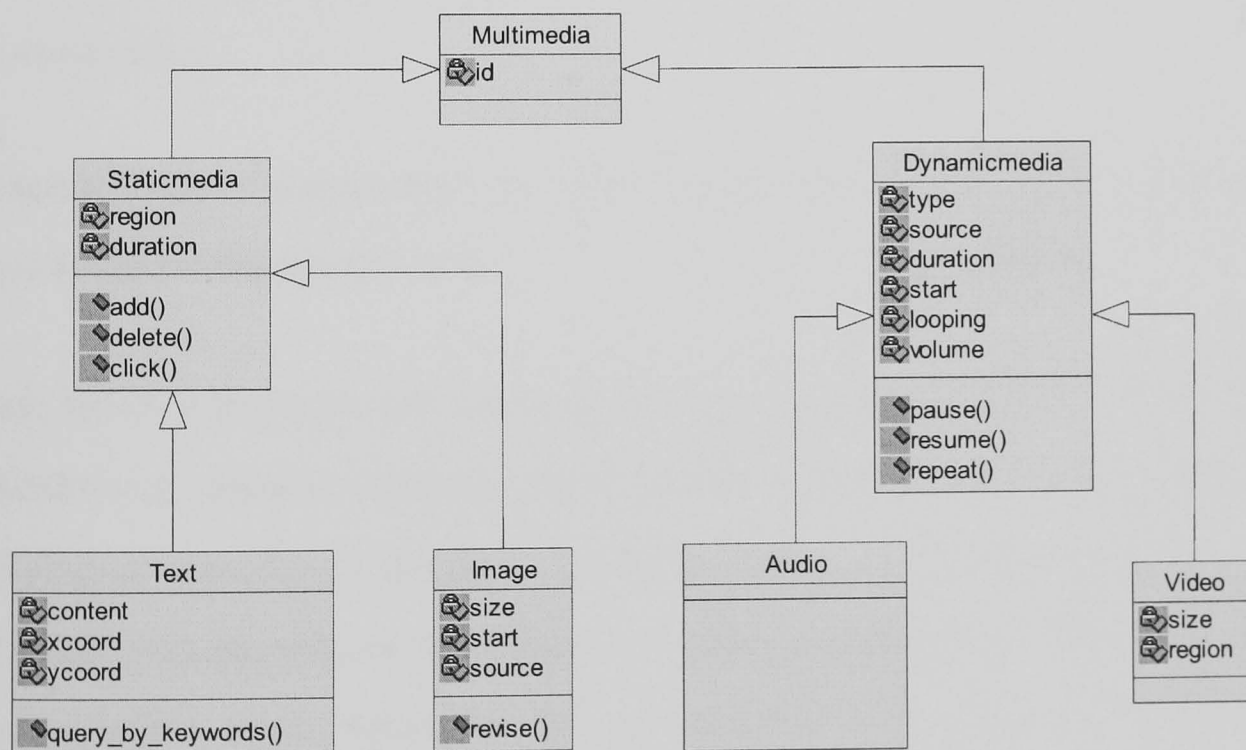 Multimedia
id
Staticmedia
region
duration
add()
delete()
click()
Dynamicmedia
type
source
duration
start
looping
volume
pause()
resume()
repeat()
Text
content
xcoord
ycoord
query_by_keywords()
Image
size
start
source
revise()
Audio
Video
size
region